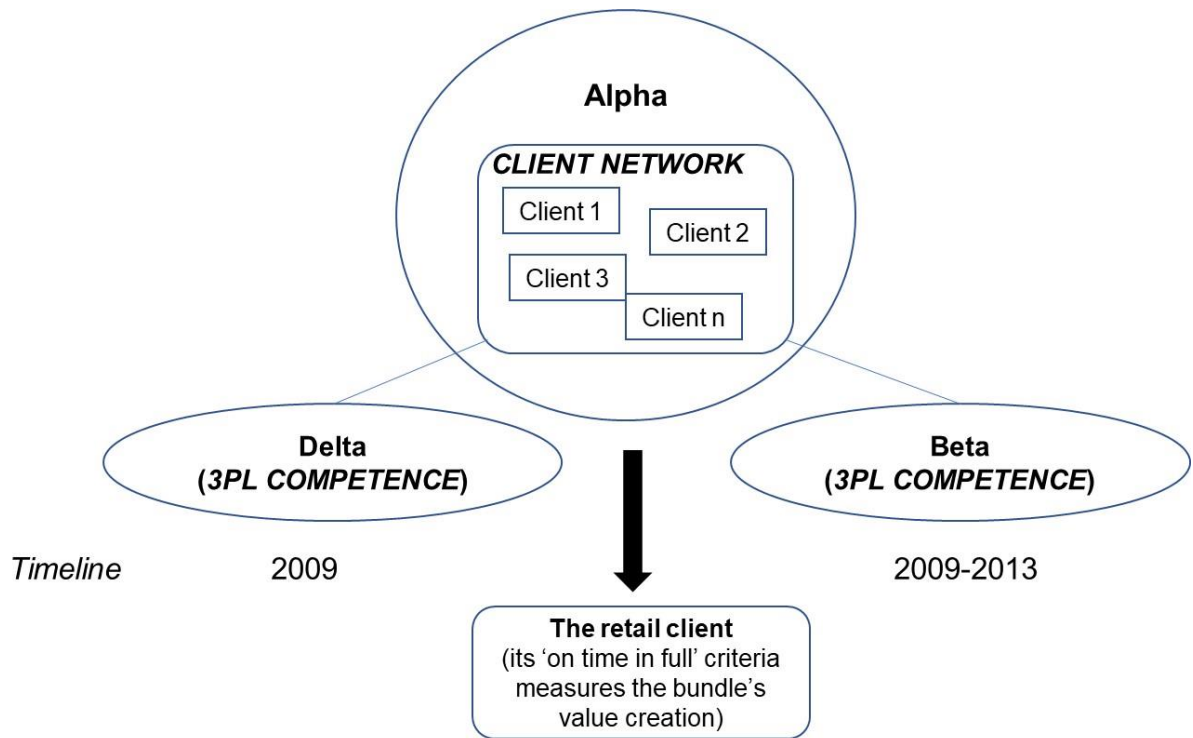 Alpha
CLIENT NETWORK
Client 1
Client 2
Client 3
Client n
Delta
(3PL COMPETENCE)
Beta
(3PL COMPETENCE)
Timeline
2009
2009-2013
The retail client
(its ‘on time in full’ criteria
measures the bundle’s
value creation)